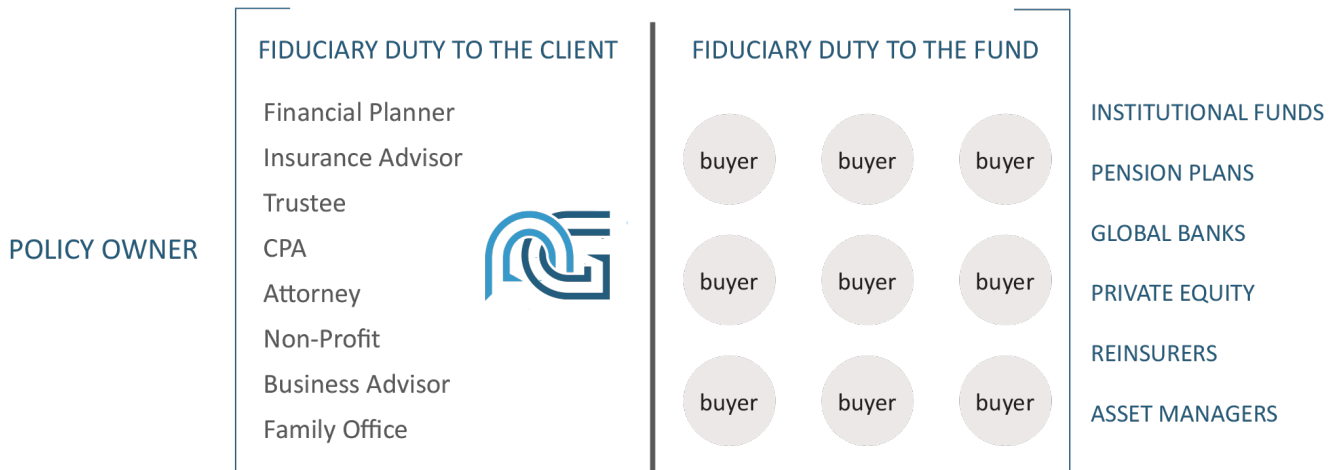 POLICY OWNER
FIDUCIARY DUTY TO THE CLIENT
Financial Planner
Insurance Advisor
Trustee
CPA
Attorney
Non-Profit
Business Advisor
Family Office
FIDUCIARY DUTY TO THE FUND
buyer buyer buyer
buyer buyer buyer
buyer buyer buyer
INSTITUTIONAL FUNDS
PENSION PLANS
GLOBAL BANKS
PRIVATE EQUITY
REINSURERS
ASSET MANAGERS